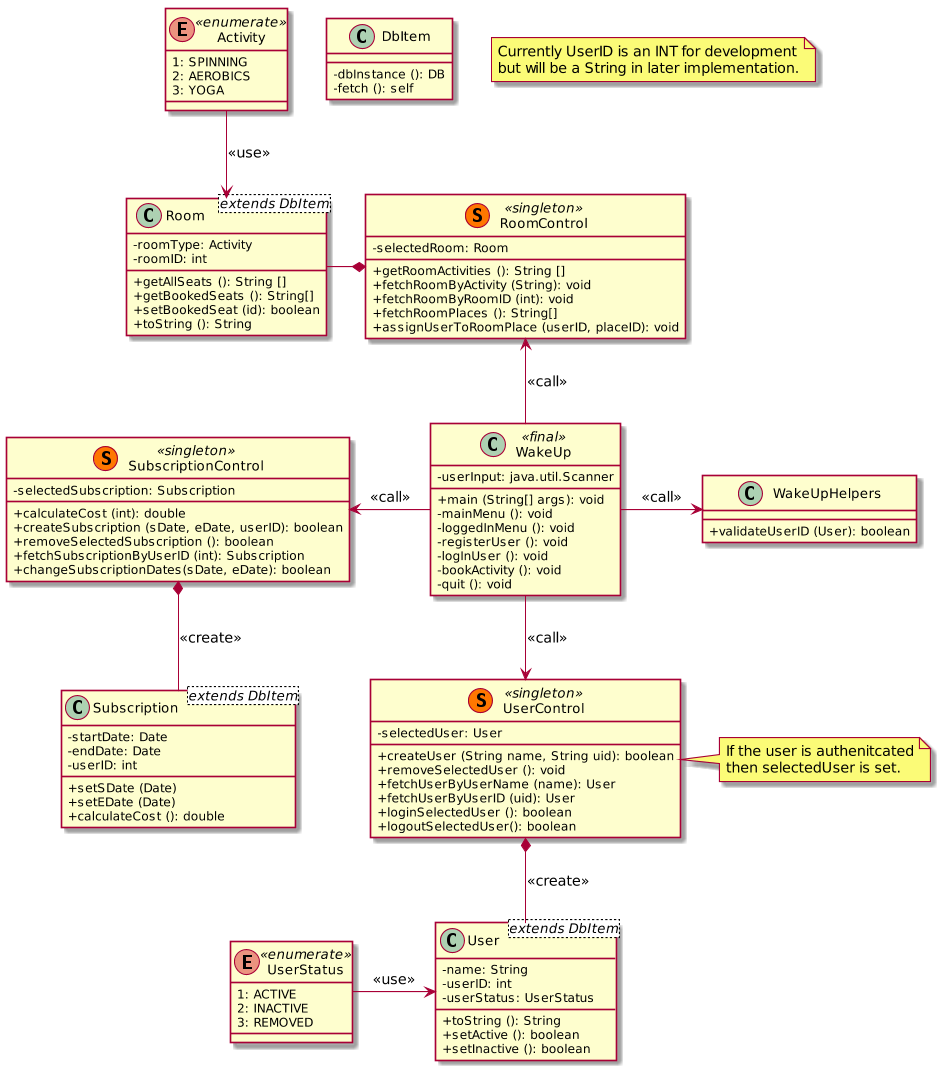 E
«enumerate»
Activity
1: SPINNING
2: AEROBICS
3: YOGA
C
DbItem
-dbInstance (): DB
-fetch (): self
Currently UserID is an INT for development
but will be a String in later implementation.
«use»
extends DbItem
C
Room
-roomType: Activity
-roomID: int
+getAllSeats (): String []
+getBookedSeats (): String[]
+setBookedSeat (id): boolean
+toString (): String
S
«singleton»
RoomControl
-selectedRoom: Room
+getRoomActivities (): String []
+fetchRoomByActivity (String): void
+fetchRoomByRoomID (int): void
+fetchRoomPlaces (): String[]
+assignUserToRoomPlace (userID, placeID): void
«call»
S
«singleton»
SubscriptionControl
-selectedSubscription: Subscription
+calculateCost (int): double
+createSubscription (sDate, eDate, userID): boolean
+removeSelectedSubscription (): boolean
+fetchSubscriptionByUserID (int): Subscription
+changeSubscriptionDates(sDate, eDate): boolean
«call»
C
«final»
WakeUp
-userInput: java.util.Scanner
+main (String[] args): void
-mainMenu (): void
-loggedInMenu (): void
-registerUser (): void
-logInUser (): void
-bookActivity (): void
-quit (): void
«call»
C
WakeUpHelpers
+validateUserID (User): boolean
«create»
«call»
extends DbItem
C
Subscription
-startDate: Date
-endDate: Date
-userID: int
+setSDate (Date)
+setEDate (Date)
+calculateCost (): double
S
«singleton»
UserControl
-selectedUser: User
+createUser (String name, String uid): boolean
+removeSelectedUser (): void
+fetchUserByUserName (name): User
+fetchUserByUserID (uid): User
+loginSelectedUser (): boolean
+logoutSelectedUser(): boolean
If the user is authenitcated
then selectedUser is set.
«create»
E
«enumerate»
UserStatus
1: ACTIVE
2: INACTIVE
3: REMOVED
«use»
extends DbItem
C
User
-name: String
-userID: int
-userStatus: UserStatus
+toString (): String
+setActive (): boolean
+setInactive (): boolean